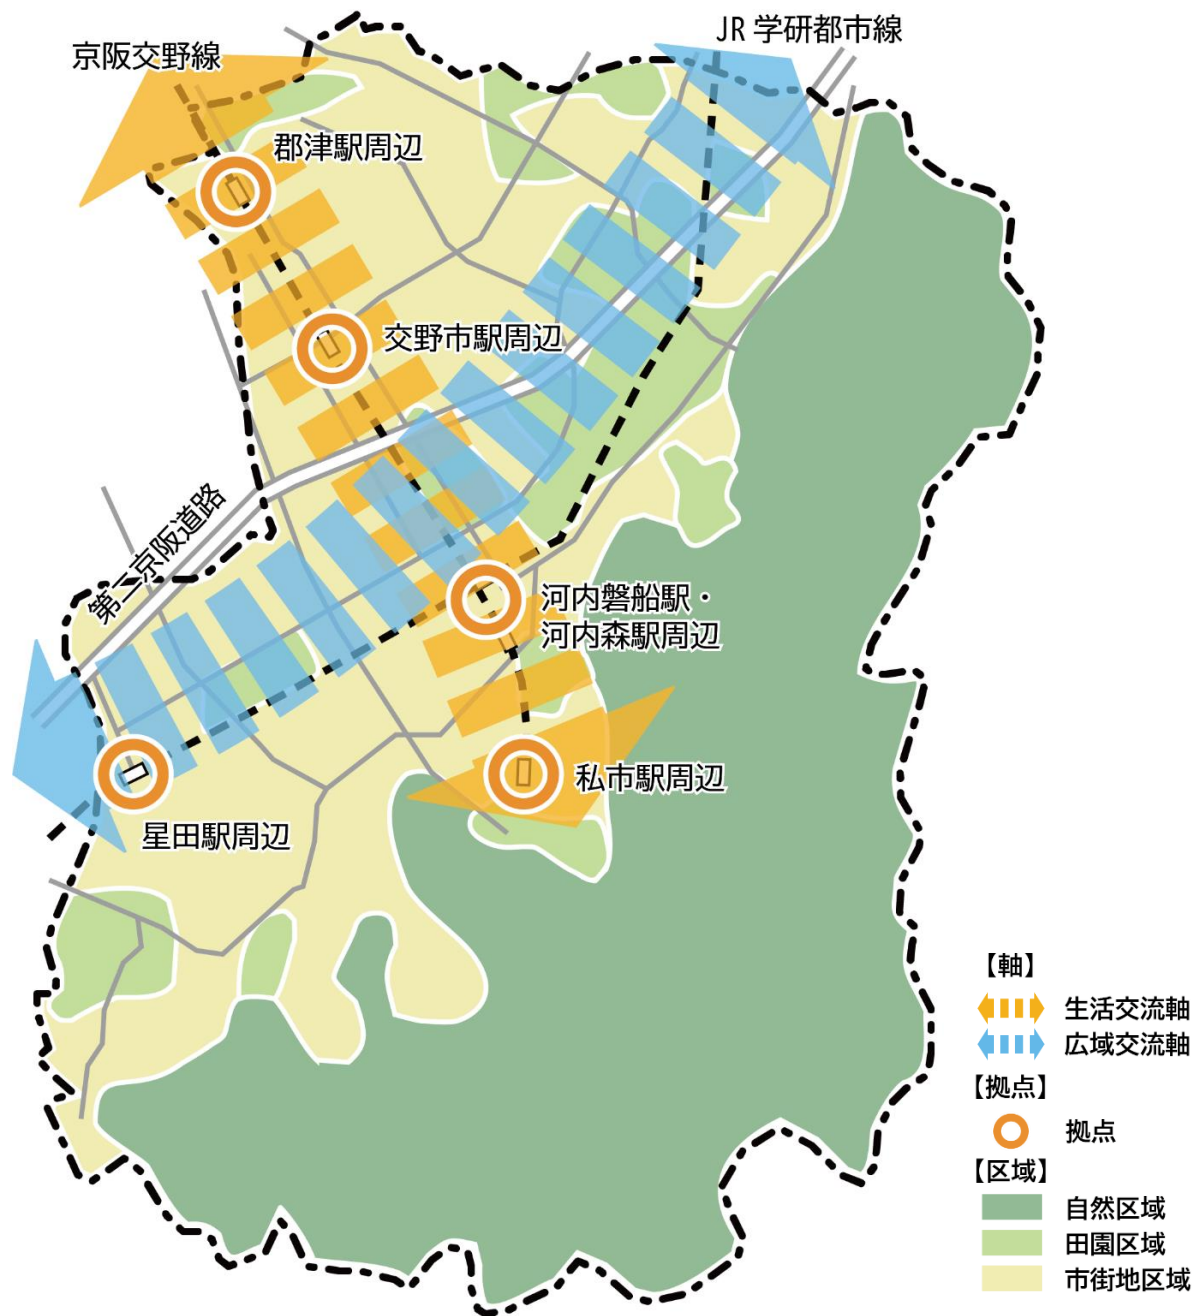 JR 学研都市線
京阪交野線
郡津駅周辺
交野市駅周辺
第二京阪道路
河内磐船駅・
河内森駅周辺
私市駅周辺
星田駅周辺
【軸】
生活交流軸
広域交流軸
【拠点】
拠点
【区域】
自然区域
田園区域
市街地区域